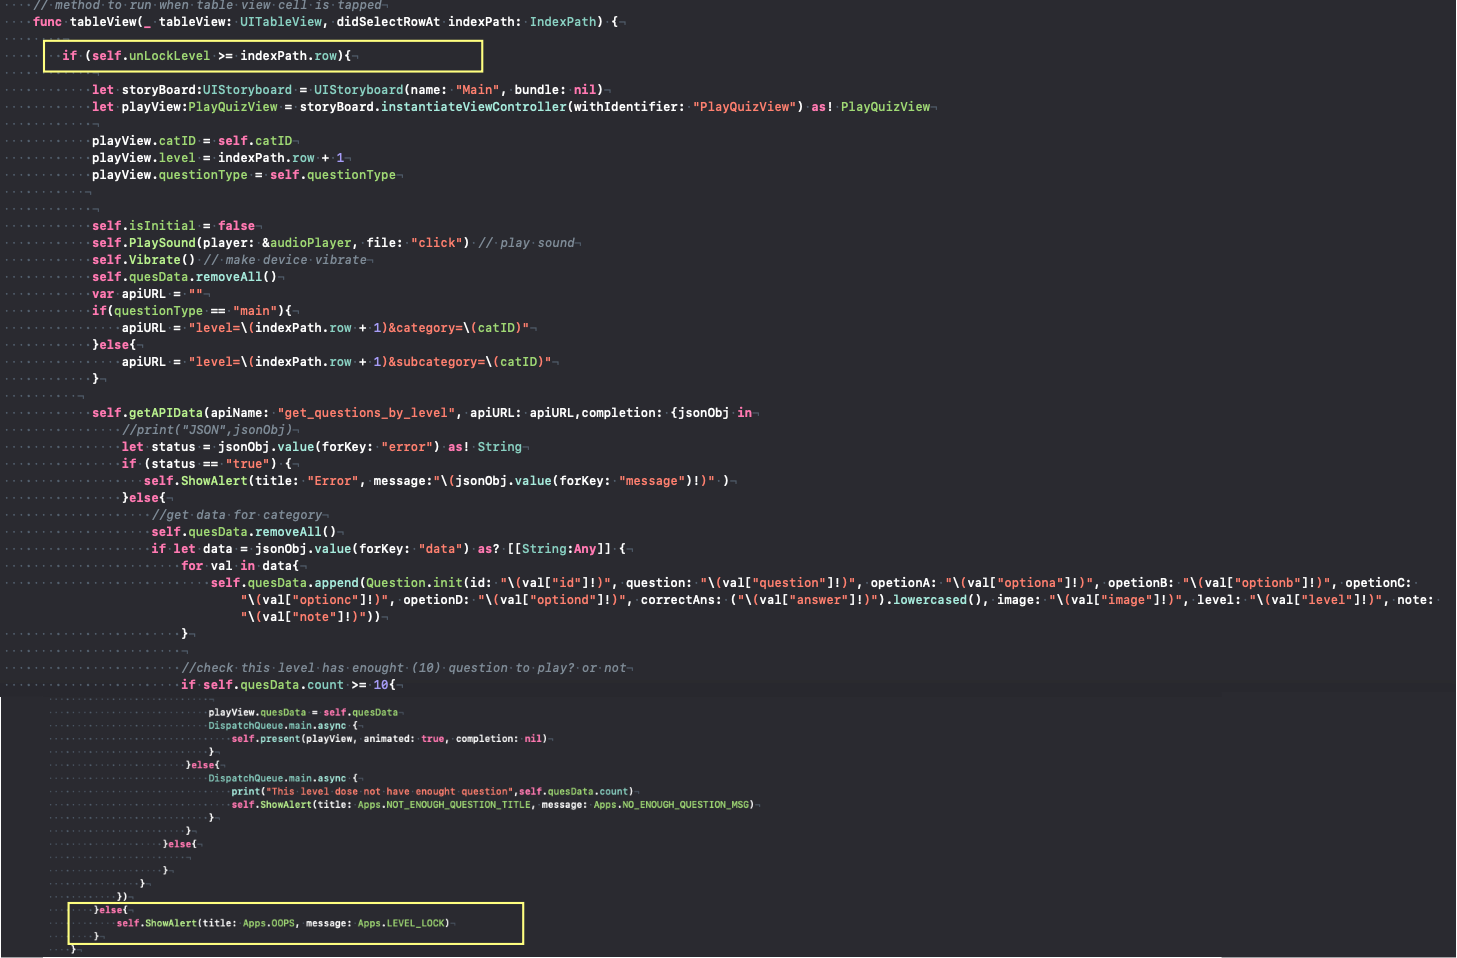 // method to run when table view cell is tapped
func tableView(_ tableView: UITableView, didSelectRowAt indexPath: IndexPath) {
if (self.unLockLevel >= indexPath.row){
let storyBoard:UIStoryboard = UIStoryboard(name: "Main", bundle: nil)
let playView:PlayQuizView = storyBoard.instantiateViewController(withIdentifier: "PlayQuizView") as! PlayQuizView
playView.catID = self.catID
playView.level = indexPath.row + 1
playView.questionType = self.questionType
self.isInitial = false
self.PlaySound(player: &audioPlayer, file: "click") // play sound
self.Vibrate() // make device vibrate
self.quesData.removeAll()
var apiURL = ""
if(questionType == "main"){
apiURL = "level=\(indexPath.row + 1)&category=\(catID)"
}else{
apiURL = "level=\(indexPath.row + 1)&subcategory=\(catID)"
}
self.getAPIData(apiName: "get_questions_by_level", apiURL: apiURL,completion: {jsonObj in
//print("JSON",jsonObj)
let status = jsonObj.value(forKey: "error") as! String
if (status == "true") {
self.ShowAlert(title: "Error", message:"\(jsonObj.value(forKey: "message")!)" )
}else{
//get data for category
self.quesData.removeAll()
if let data = jsonObj.value(forKey: "data") as? [[String:Any]] {
for val in data{
self.quesData.append(Question.init(id: "\(val["id"]!)", question: "\(val["question"]!)", opetionA: "\(val["optiona"]!)", opetionB: "\(val["optionb"]!)", opetionC:
"\(val["optionc"]!)", opetionD: "\(val["optiond"]!)", correctAns: ("\(val["answer"]!)").lowercased(), image: "\(val["image"]!)", level: "\(val["level"]!)", note:
"\(val["note"]!)"))
}
//check this level has enought (10) question to play? or not
if self.quesData.count >= 10{
playView.quesData = self.quesData
DispatchQueue.main.async {
self.present(playView, animated: true, completion: nil)
}
}else{
DispatchQueue.main.async {
print("This level dose not have enought question",self.quesData.count)
self.ShowAlert(title: Apps.NOT_ENOUGH_QUESTION_TITLE, message: Apps.NO_ENOUGH_QUESTION_MSG)
}
}
}else{
}
}
})
}else{
self.ShowAlert(title: Apps.OOPS, message: Apps.LEVEL_LOCK)
}
}